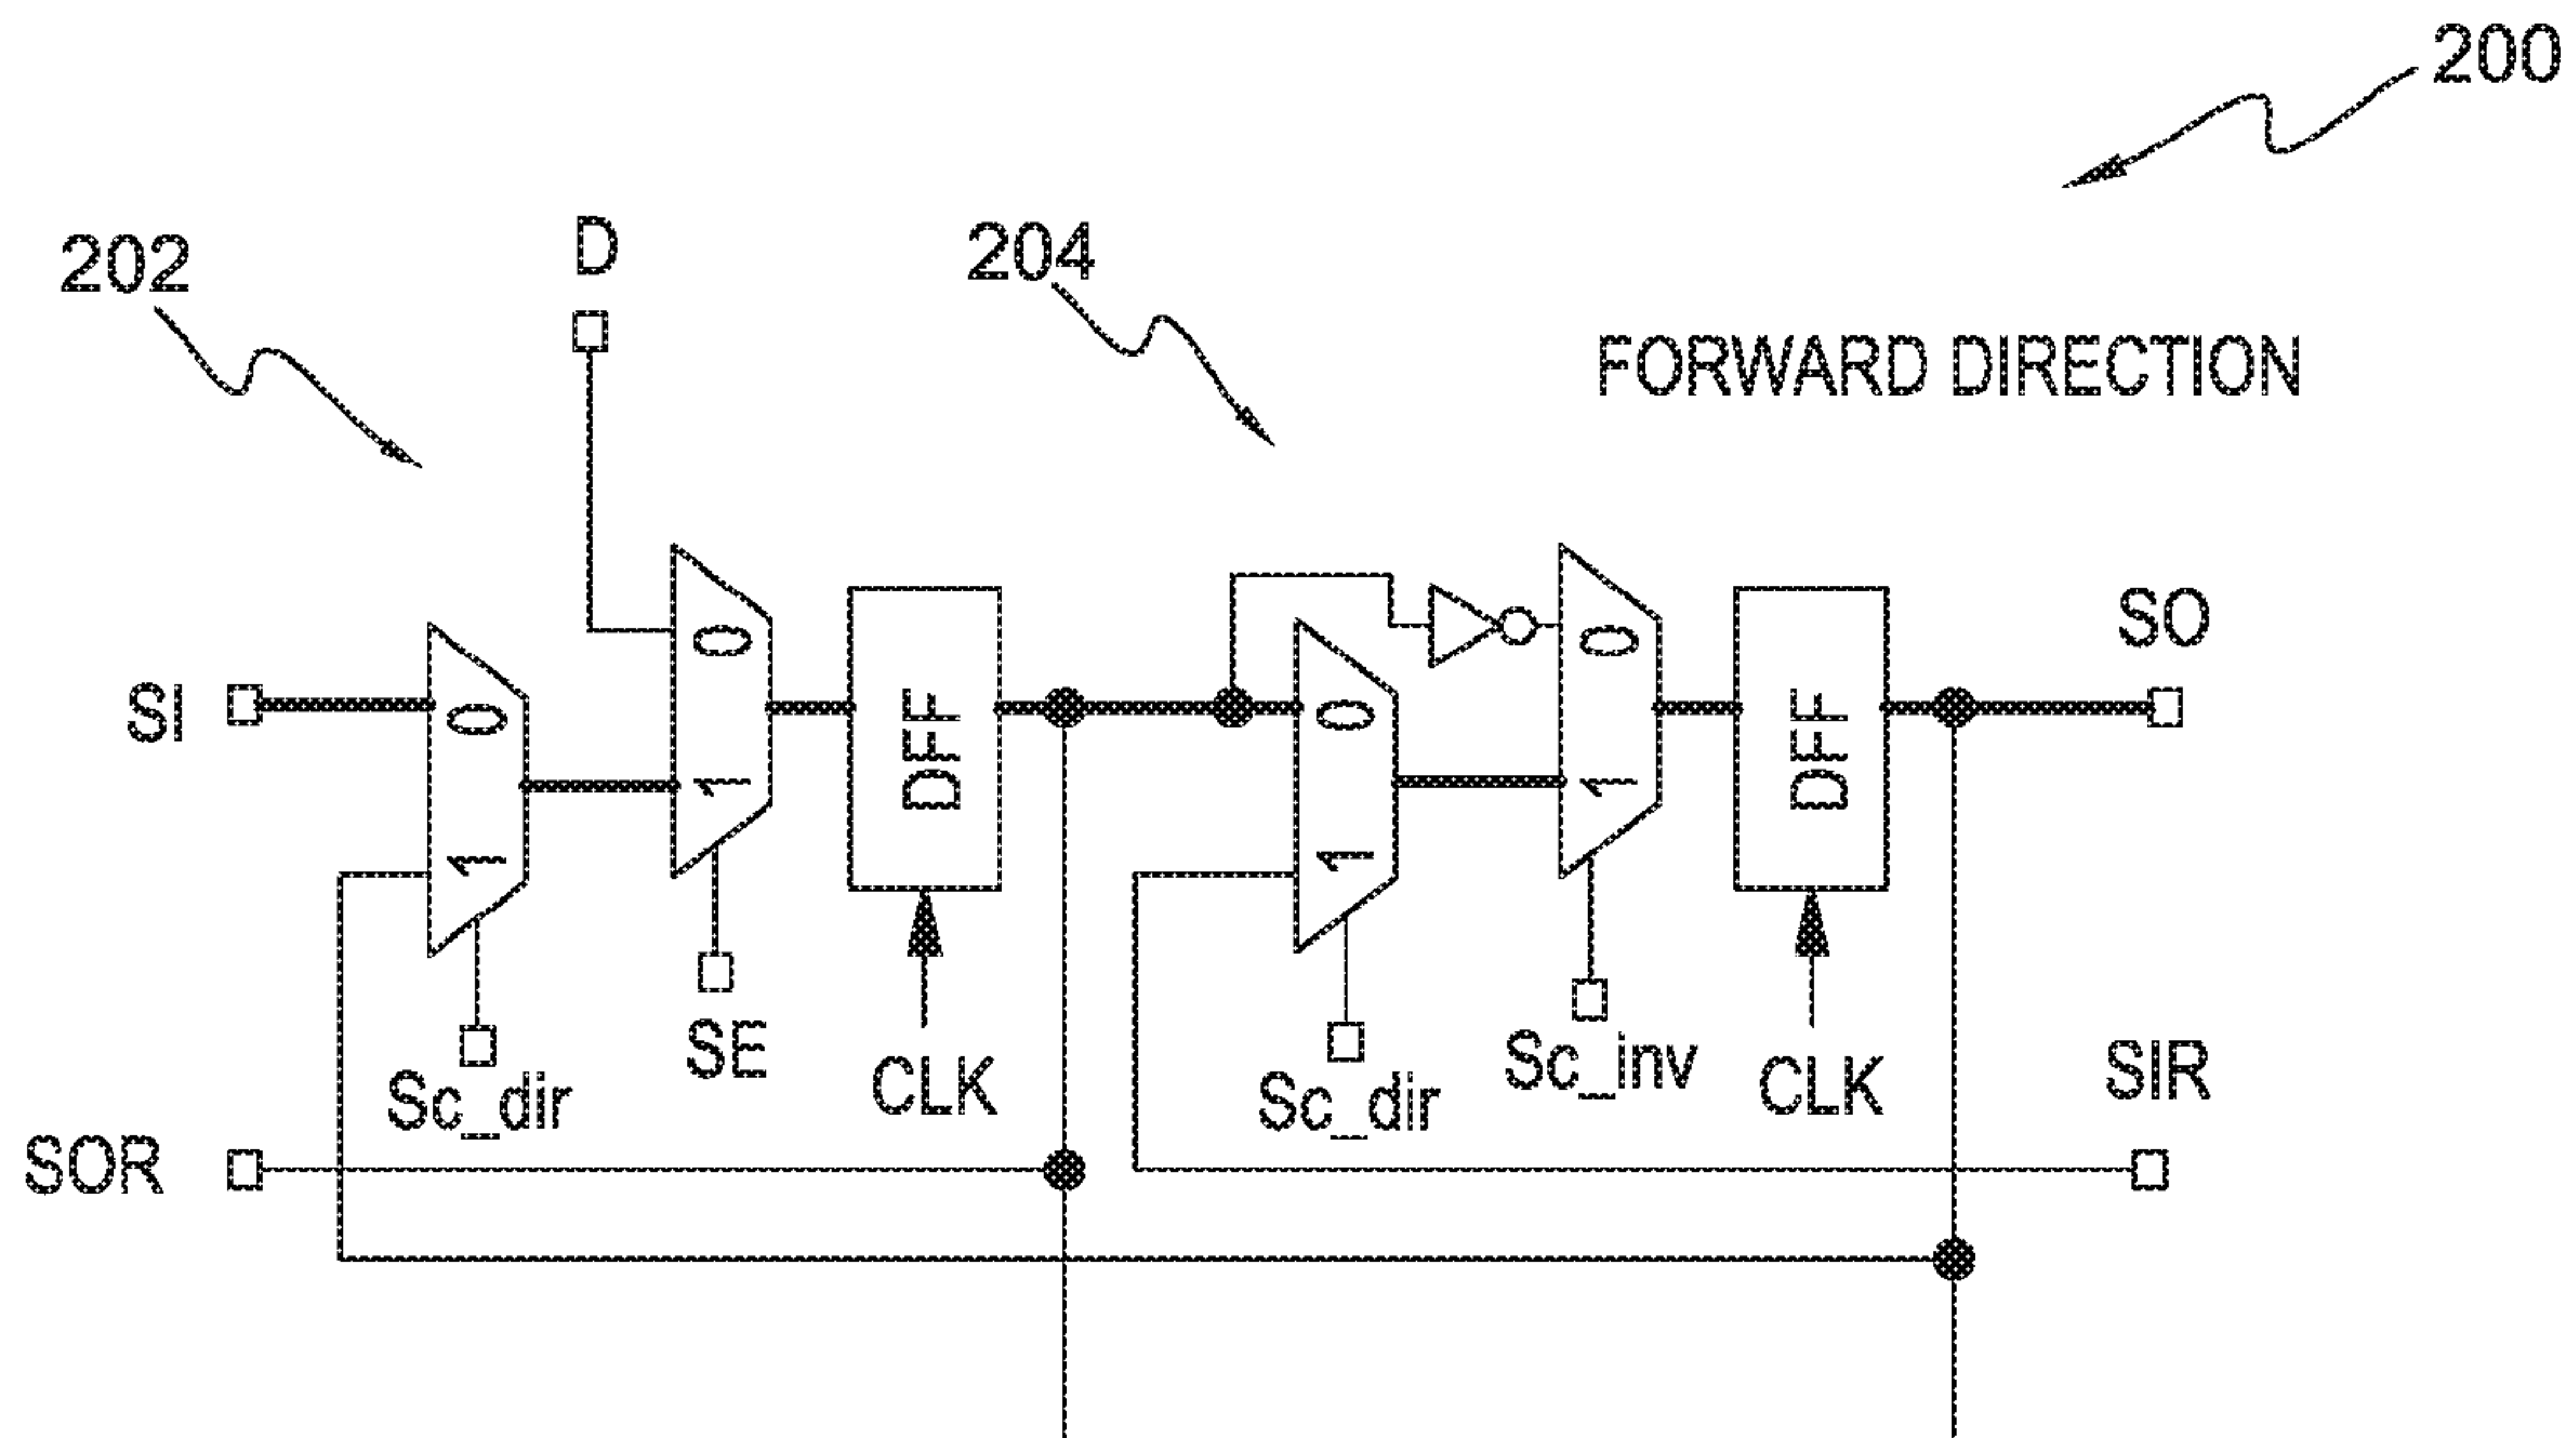 200
202
D
204
FORWARD DIRECTION
SI
0
1
0
1
DFF
0
1
0
1
DFF
SO
Sc_dir
SE
CLK
Sc_dir
Sc_inv
CLK
SIR
SOR